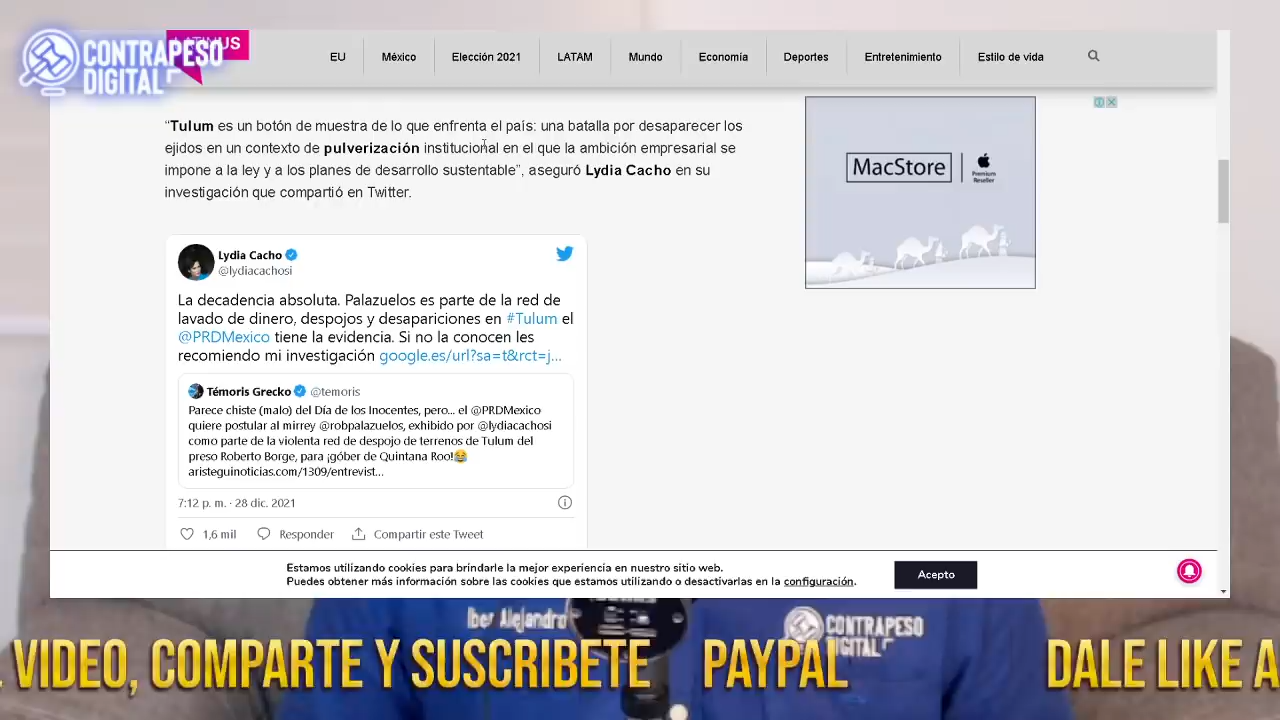 CONTRAPESO
DIGITAL
LATINUS
EU México Elección 2021 LATAM Mundo Economía Deportes Entretenimiento Estilo de vida
“Tulum es un botón de muestra de lo que enfrenta el país: una batalla por desaparecer los
ejidos en un contexto de pulverización institucional en el que la ambición empresarial se
impone a la ley y a los planes de desarrollo sustentable”, aseguró Lydia Cacho en su
investigación que compartió en Twitter.
MacStore
Premium
Reseller
Lydia Cacho
@lydiacachosi
La decadencia absoluta. Palazuelos es parte de la red de
lavado de dinero, despojos y desapariciones en #Tulum el
@PRDMexico tiene la evidencia. Si no la conocen les
recomiendo mi investigación google.es/url?sa=t&rct=j...
Témoris Grecko @temoris
Parece chiste (malo) del Día de los Inocentes, pero... el @PRDMexico
quiere postular al mirrey @robpalazuelos, exhibido por @lydiacachosi
como parte de la violenta red de despojo de terrenos de Tulum del
preso Roberto Borge, para ¡góber de Quintana Roo!😂
aristeguinoticias.com/1309/entrevist...
7:12 p. m. · 28 dic. 2021
1,6 mil Responder Compartir este Tweet
Estamos utilizando cookies para brindarle la mejor experiencia en nuestro sitio web.
Puedes obtener más información sobre las cookies que estamos utilizando o desactivarlas en la configuración.
Acepto
Iber Alejandro
CONTRAPESO
DIGITAL
VIDEO, COMPARTE Y SUSCRIBETE PAYPAL DALE LIKE A